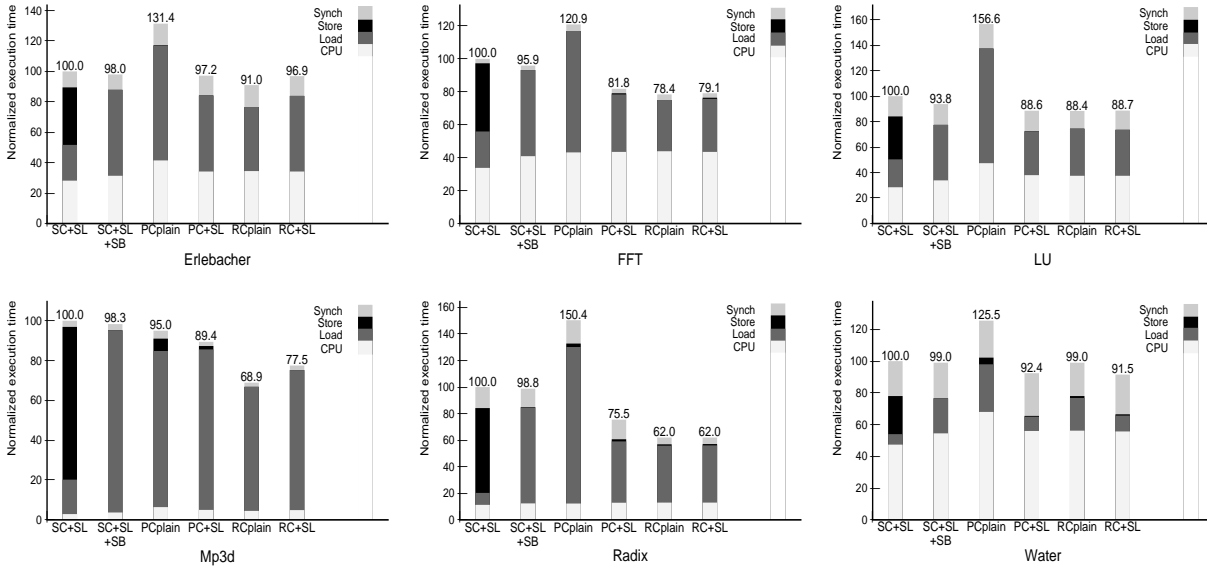 Normalized execution time
140
120
100
80
60
40
20
0
100.0
98.0
131.4
97.2
91.0
96.9
Synch
Store
Load
CPU
SC+SL
SC+SL
+SB
PCplain
PC+SL
RCplain
RC+SL
Erlebacher
Normalized execution time
120
100
80
60
40
20
0
100.0
95.9
120.9
81.8
78.4
79.1
Synch
Store
Load
CPU
SC+SL
SC+SL
+SB
PCplain
PC+SL
RCplain
RC+SL
FFT
Normalized execution time
160
140
120
100
80
60
40
20
0
100.0
93.8
156.6
88.6
88.4
88.7
Synch
Store
Load
CPU
SC+SL
SC+SL
+SB
PCplain
PC+SL
RCplain
RC+SL
LU
Normalized execution time
100
80
60
40
20
0
100.0
98.3
95.0
89.4
68.9
77.5
Synch
Store
Load
CPU
SC+SL
SC+SL
+SB
PCplain
PC+SL
RCplain
RC+SL
Mp3d
Normalized execution time
160
140
120
100
80
60
40
20
0
100.0
98.8
150.4
75.5
62.0
62.0
Synch
Store
Load
CPU
SC+SL
SC+SL
+SB
PCplain
PC+SL
RCplain
RC+SL
Radix
Normalized execution time
120
100
80
60
40
20
0
100.0
99.0
125.5
92.4
99.0
91.5
Synch
Store
Load
CPU
SC+SL
SC+SL
+SB
PCplain
PC+SL
RCplain
RC+SL
Water